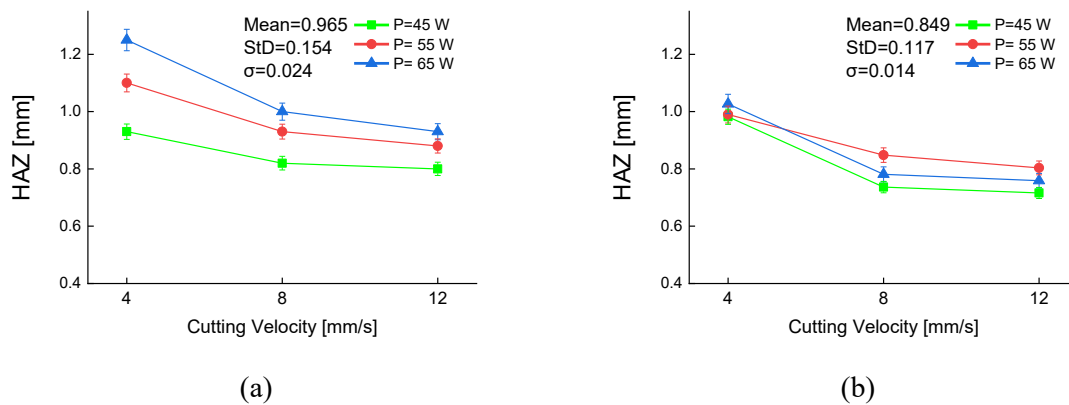 Mean=0.965
StD=0.154
σ=0.024
P=45 W
P= 55 W
P= 65 W
HAZ [mm]
1.2
1.0
0.8
0.6
0.4
4 8 12
Cutting Velocity [mm/s]
(a)
Mean=0.849
StD=0.117
σ=0.014
P=45 W
P= 55 W
P= 65 W
HAZ [mm]
1.2
1.0
0.8
0.6
0.4
4 8 12
Cutting Velocity [mm/s]
(b)